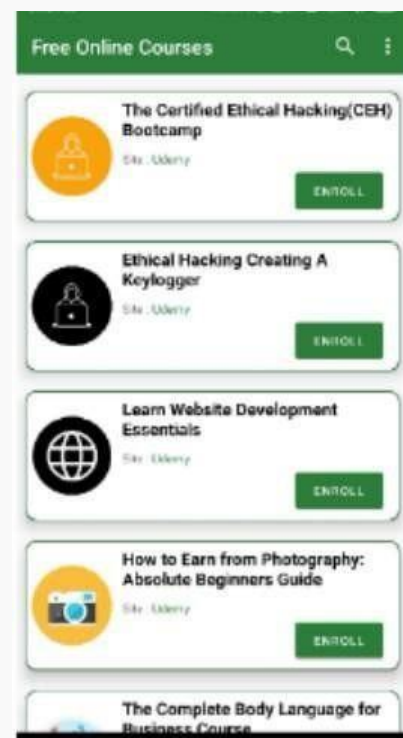 Free Online Courses
The Certified Ethical Hacking(CEH)
Bootcamp
Site : Udemy
ENROLL
Ethical Hacking Creating A
Keylogger
Site : Udemy
ENROLL
Learn Website Development
Essentials
Site : Udemy
ENROLL
How to Earn from Photography:
Absolute Beginners Guide
Site : Udemy
ENROLL
The Complete Body Language for
Business Course